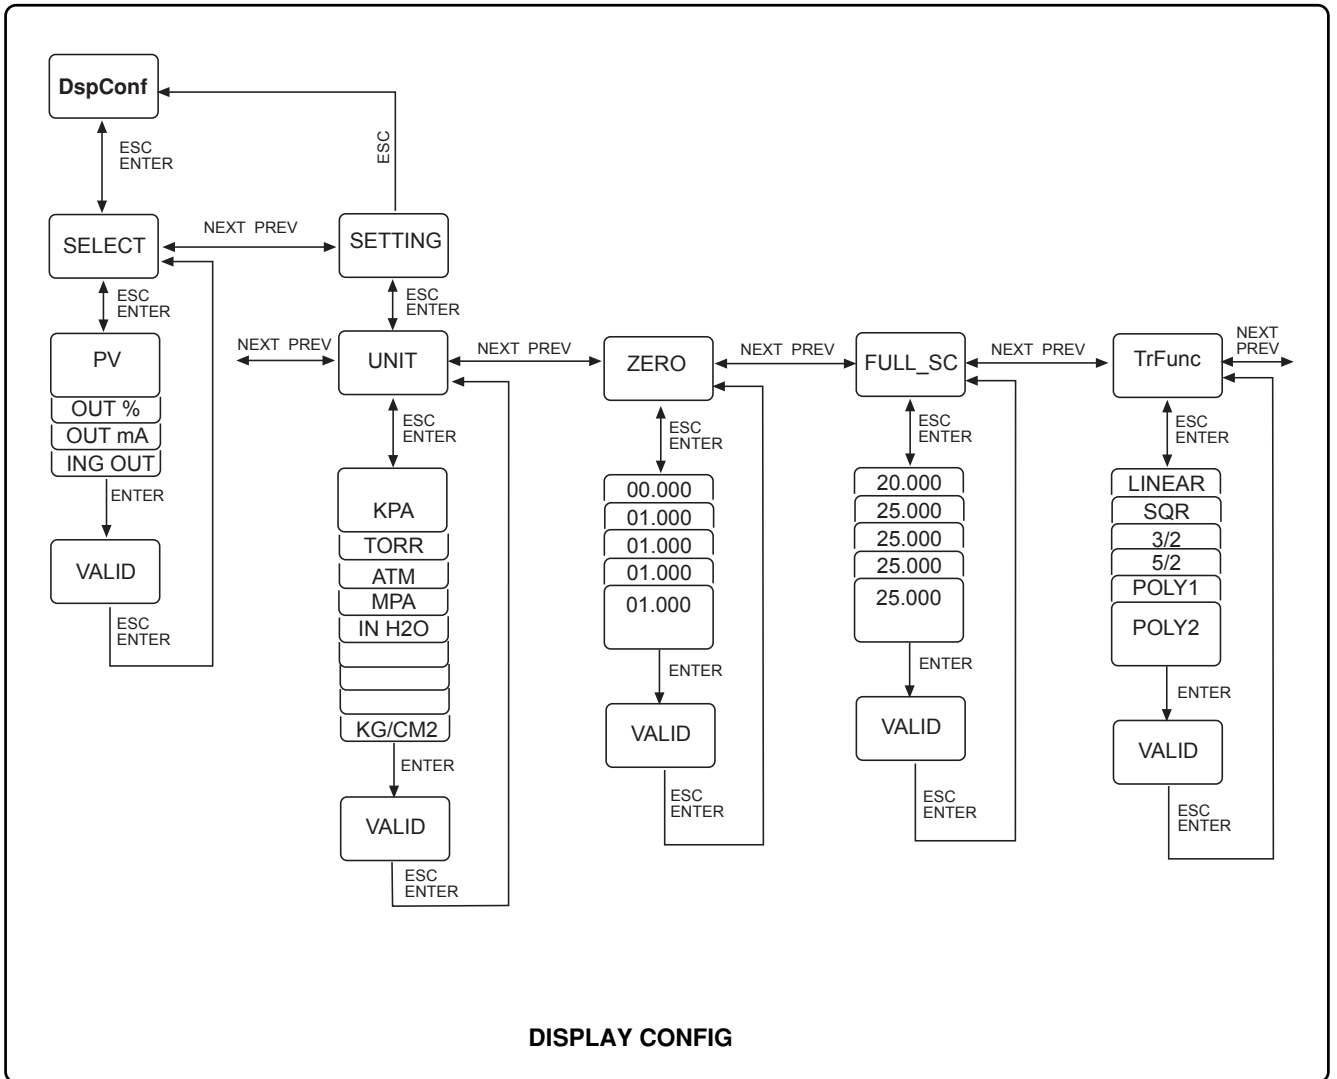 DspConf
ESC
ESC
ENTER
SELECT
NEXT PREV
SETTING
ESC
ENTER
PV
OUT %
OUT mA
ING OUT
ENTER
VALID
ESC
ENTER
ESC
ENTER
NEXT PREV
UNIT
NEXT PREV
ESC
ENTER
KPA
TORR
ATM
MPA
IN H2O
KG/CM2
ENTER
VALID
ESC
ENTER
ZERO
NEXT PREV
ESC
ENTER
00.000
01.000
01.000
01.000
01.000
ENTER
VALID
ESC
ENTER
FULL_SC
NEXT PREV
ESC
ENTER
20.000
25.000
25.000
25.000
25.000
ENTER
VALID
ESC
ENTER
TrFunc
NEXT
PREV
ESC
ENTER
LINEAR
SQR
3/2
5/2
POLY1
POLY2
ENTER
VALID
ESC
ENTER
DISPLAY CONFIG